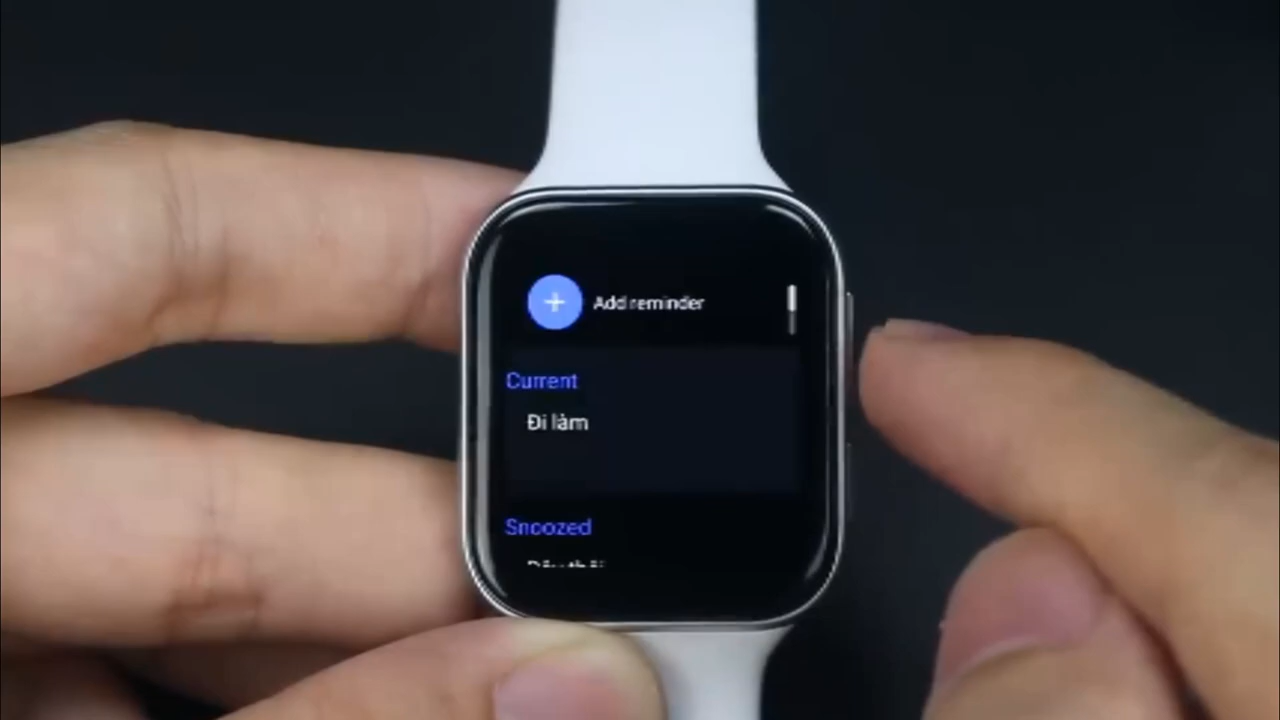 Add reminder
Current
Đi làm
Snoozed